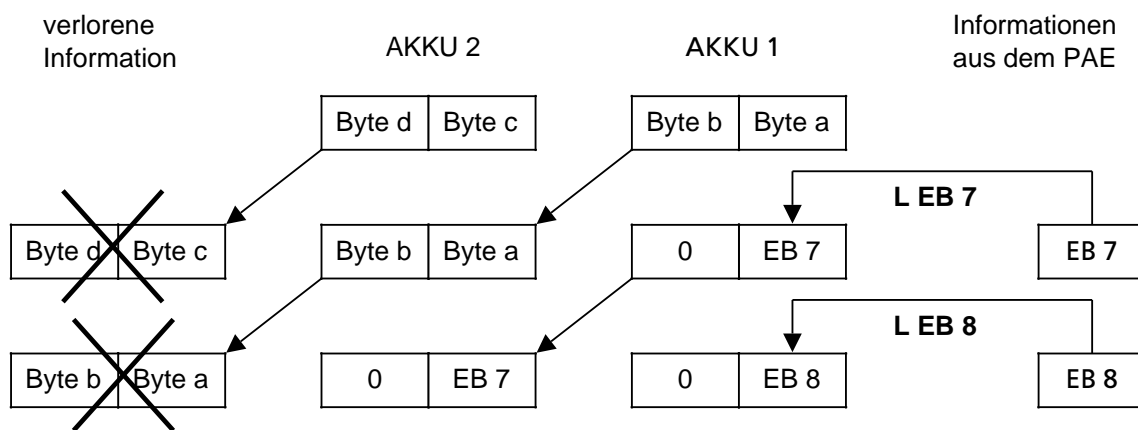 verlorene
Information
AKKU 2
AKKU 1
Informationen
aus dem PAE
Byte d Byte c
Byte b Byte a
L EB 7
Byte d Byte c
Byte b Byte a
0 EB 7
EB 7
L EB 8
Byte b Byte a
0 EB 7
0 EB 8
EB 8